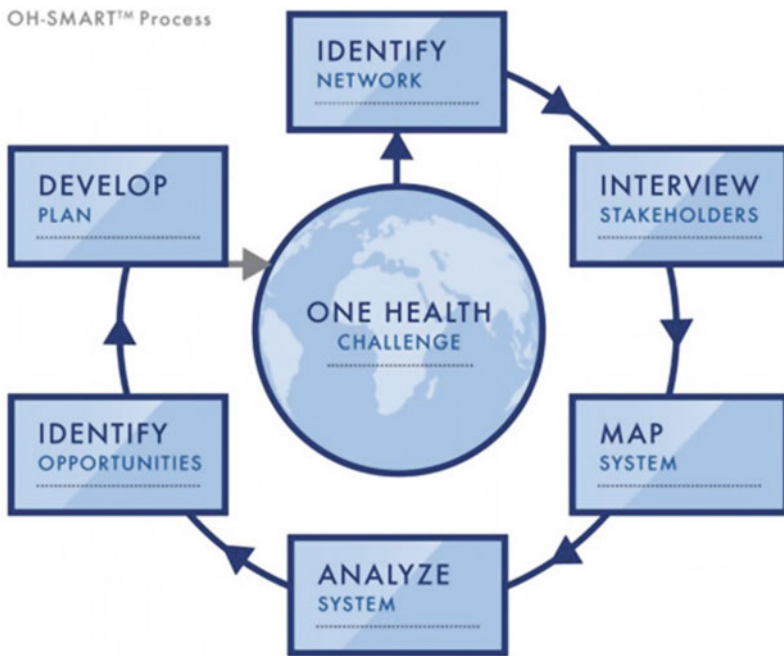 OH-SMART™ Process
IDENTIFY
NETWORK
INTERVIEW
STAKEHOLDERS
MAP
SYSTEM
ANALYZE
SYSTEM
IDENTIFY
OPPORTUNITIES
DEVELOP
PLAN
ONE HEALTH
CHALLENGE